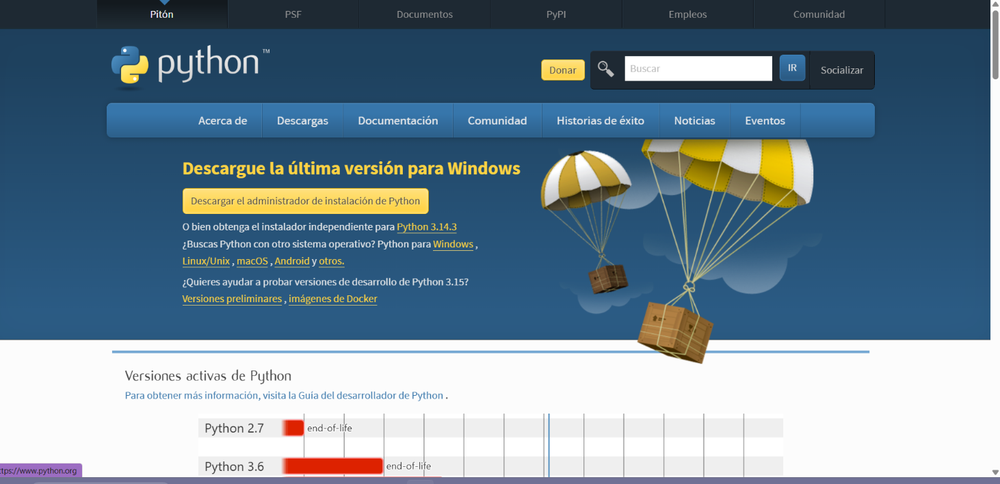 Pitón
PSF
Documentos
PyPI
Empleos
Comunidad
python™
Donar
Buscar
IR
Socializar
Acerca de
Descargas
Documentación
Comunidad
Historias de éxito
Noticias
Eventos
Descargue la última versión para Windows
Descargar el administrador de instalación de Python
O bien obtenga el instalador independiente para Python 3.14.3
¿Buscas Python con otro sistema operativo? Python para Windows ,
Linux/Unix , macOS , Android y otros.
¿Quieres ayudar a probar versiones de desarrollo de Python 3.15?
Versiones preliminares , imágenes de Docker
Versiones activas de Python
Para obtener más información, visita la Guía del desarrollador de Python .
Python 2.7
end-of-life
Python 3.6
end-of-life
ttps://www.python.org